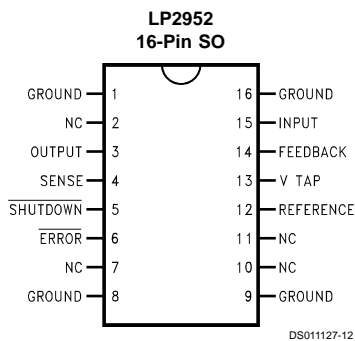 LP2952
16-Pin SO
GROUND 1 16 GROUND
NC 2 15 INPUT
OUTPUT 3 14 FEEDBACK
SENSE 4 13 V TAP
SHUTDOWN 5 12 REFERENCE
ERROR 6 11 NC
NC 7 10 NC
GROUND 8 9 GROUND
DS011127-12